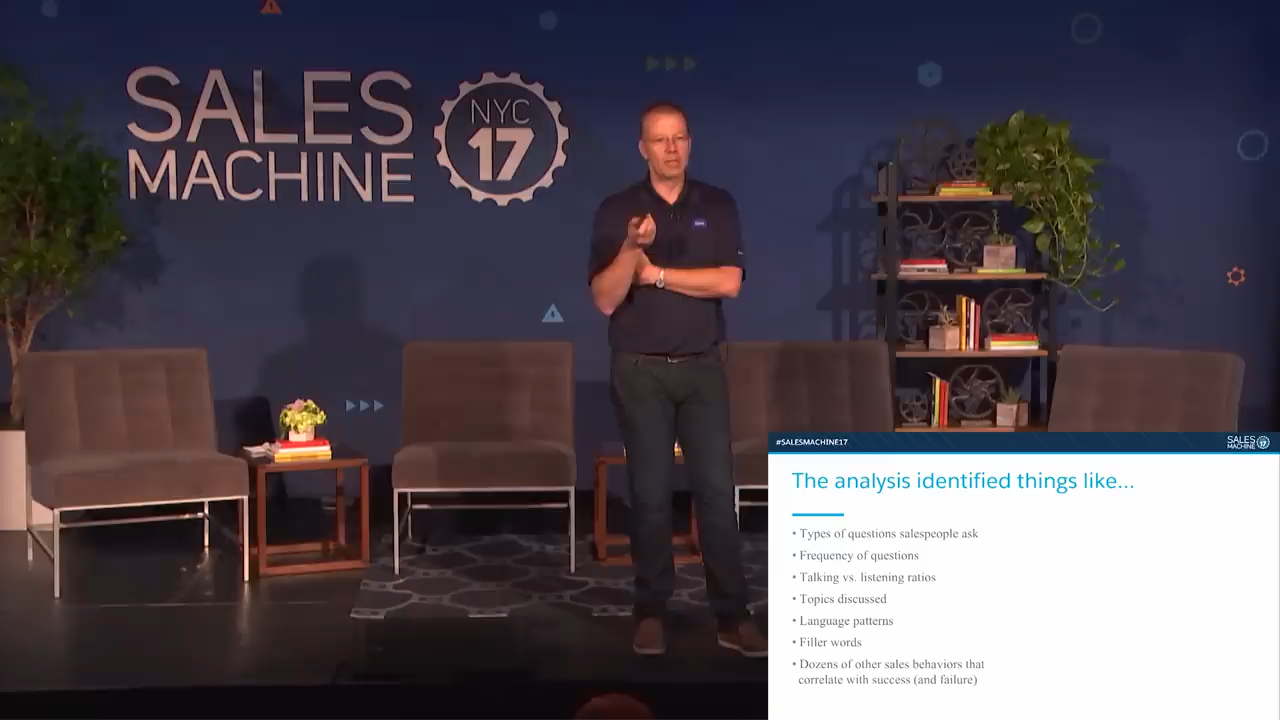 SALES
MACHINE
NYC
17
#SALESMACHINE17
SALES
MACHINE
17
The analysis identified things like...
• Types of questions salespeople ask
• Frequency of questions
• Talking vs. listening ratios
• Topics discussed
• Language patterns
• Filler words
• Dozens of other sales behaviors that
correlate with success (and failure)